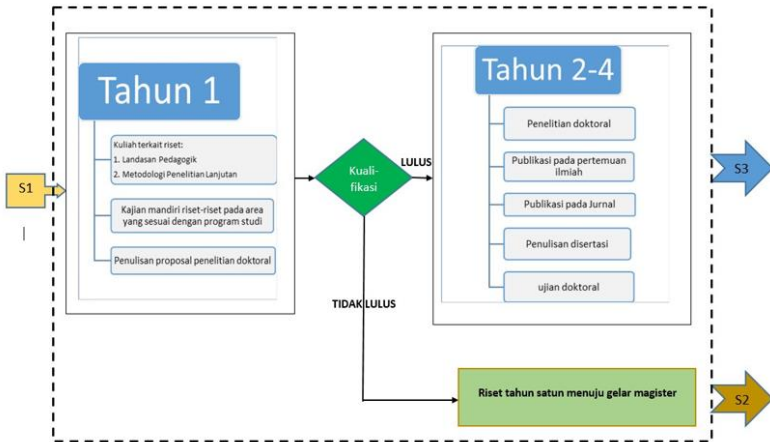 S1
Tahun 1
Kuliah terkait riset:
1. Landasan Pedagogik
2. Metodologi Penelitian Lanjutan
Kajian mandiri riset-riset pada area
yang sesuai dengan program studi
Penulisan proposal penelitian doktoral
Kuali-
fikasi
LULUS
TIDAK LULUS
Tahun 2-4
Penelitian doktoral
Publikasi pada pertemuan
ilmiah
Publikasi pada Jurnal
Penulisan disertasi
ujian doktoral
S3
Riset tahun satun menuju gelar magister
S2